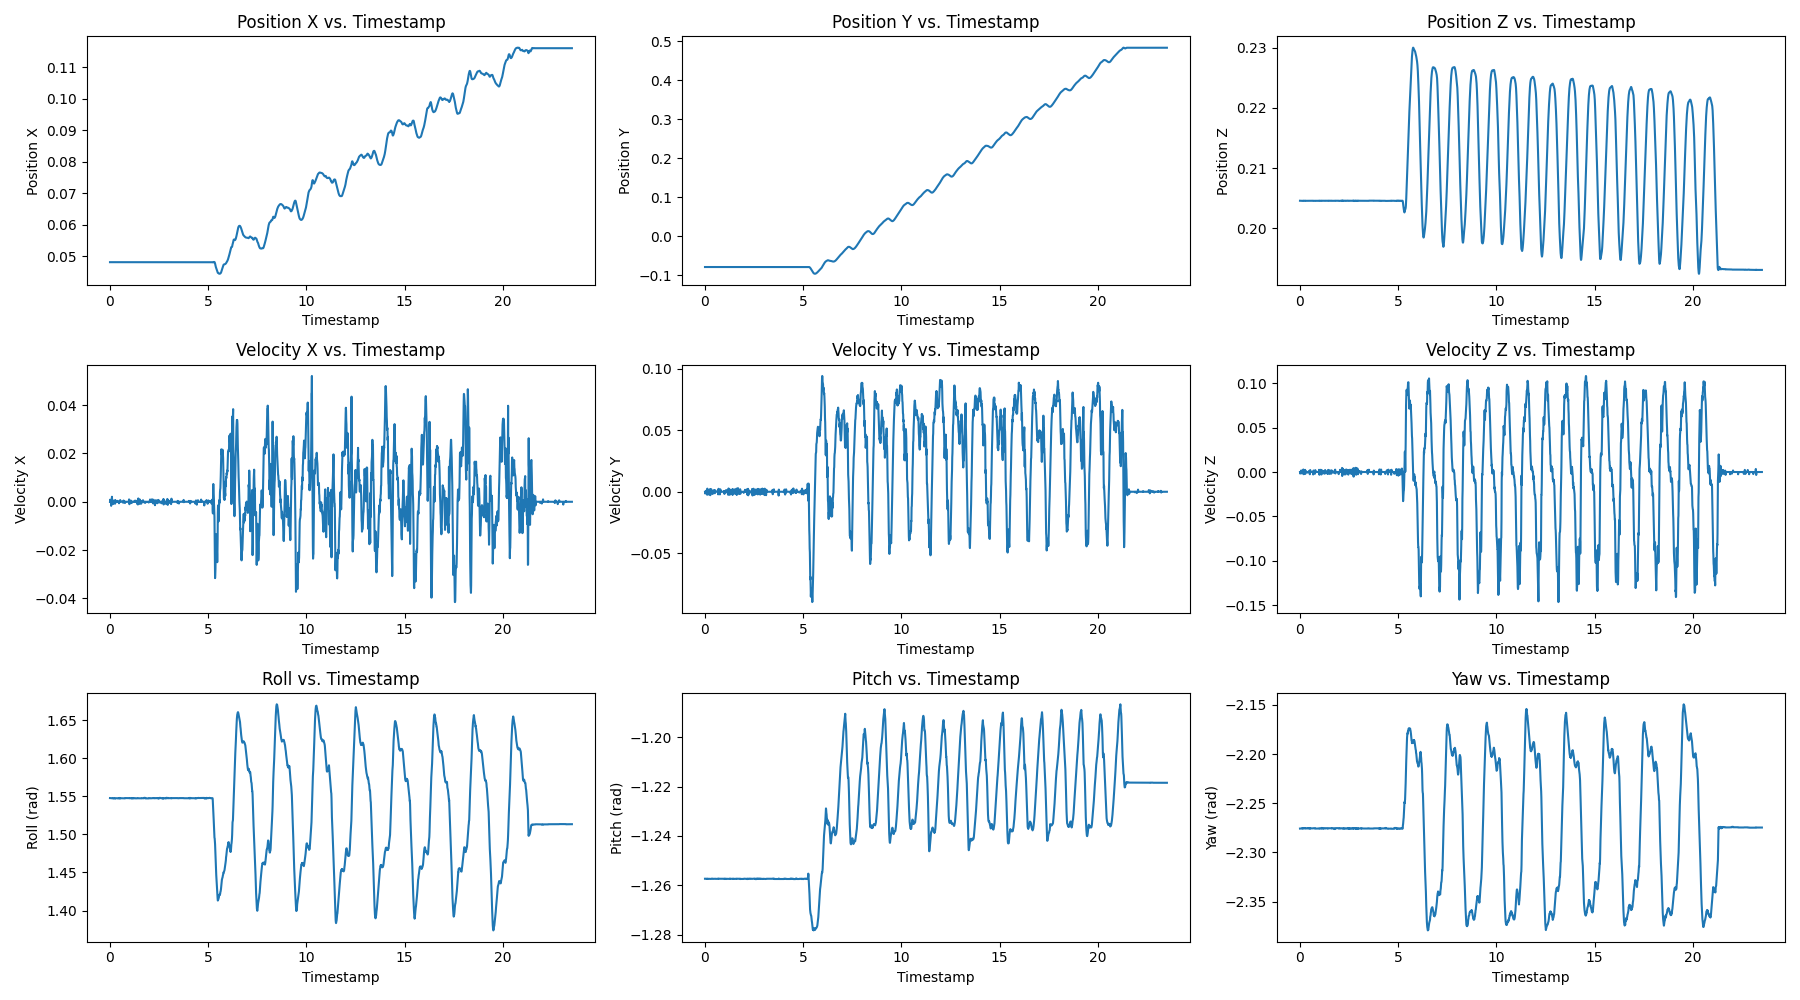 Position X vs. Timestamp
Position X
0.11
0.10
0.09
0.08
0.07
0.06
0.05
0 5 10 15 20
Timestamp
Position Y vs. Timestamp
Position Y
0.5
0.4
0.3
0.2
0.1
0.0
−0.1
0 5 10 15 20
Timestamp
Position Z vs. Timestamp
Position Z
0.23
0.22
0.21
0.20
0 5 10 15 20
Timestamp
Velocity X vs. Timestamp
Velocity X
0.04
0.02
0.00
−0.02
−0.04
0 5 10 15 20
Timestamp
Velocity Y vs. Timestamp
Velocity Y
0.10
0.05
0.00
−0.05
0 5 10 15 20
Timestamp
Velocity Z vs. Timestamp
Velocity Z
0.10
0.05
0.00
−0.05
−0.10
−0.15
0 5 10 15 20
Timestamp
Roll vs. Timestamp
Roll (rad)
1.65
1.60
1.55
1.50
1.45
1.40
0 5 10 15 20
Timestamp
Pitch vs. Timestamp
Pitch (rad)
−1.20
−1.22
−1.24
−1.26
−1.28
0 5 10 15 20
Timestamp
Yaw vs. Timestamp
Yaw (rad)
−2.15
−2.20
−2.25
−2.30
−2.35
0 5 10 15 20
Timestamp